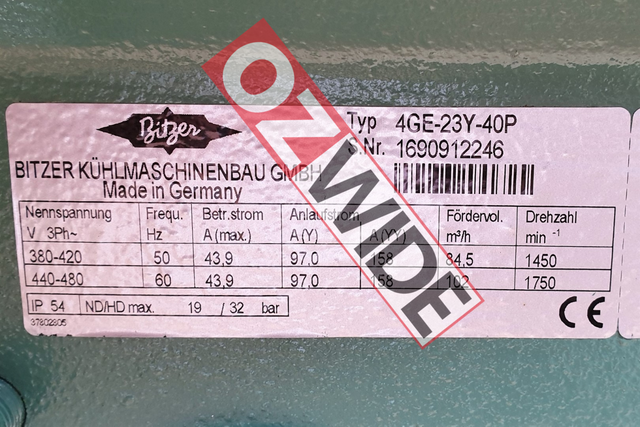 Bitzer
Typ 4GE-23Y-40P
S.Nr. 1690912246
BITZER KÜHLMASCHINENBAU GMBH
Made in Germany
Nennspannung Frequ. Betr.strom Anlaufstrom Fördervol. Drehzahl
V 3Ph~ Hz A (max.) A (Y) A (YY) m³/h min -1
380-420 50 43,9 97,0 158 84,5 1450
440-480 60 43,9 97,0 158 102 1750
IP 54 ND/HD max. 19 / 32 bar
37802805
CE
OZWIDE